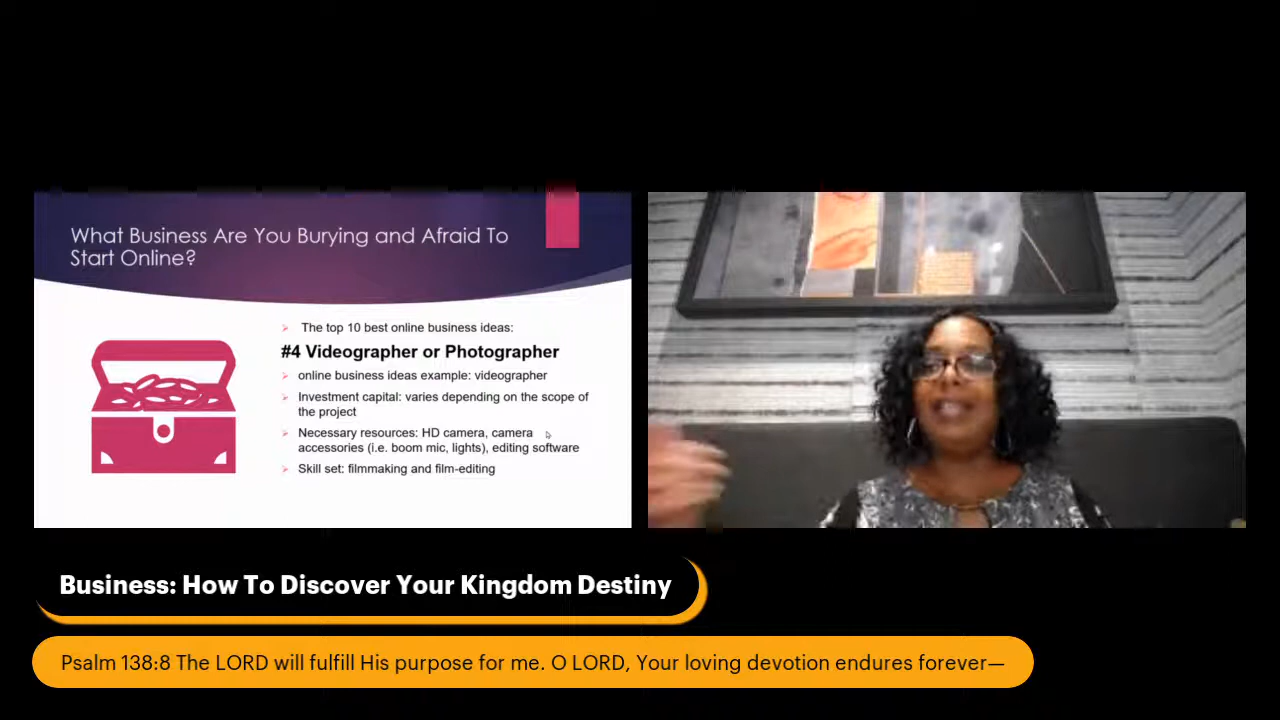 What Business Are You Burying and Afraid To
Start Online?
The top 10 best online business ideas:
#4 Videographer or Photographer
online business ideas example: videographer
Investment capital: varies depending on the scope of
the project
Necessary resources: HD camera, camera
accessories (i.e. boom mic, lights), editing software
Skill set: filmmaking and film-editing
Business: How To Discover Your Kingdom Destiny
Psalm 138:8 The LORD will fulfill His purpose for me. O LORD, Your loving devotion endures forever—